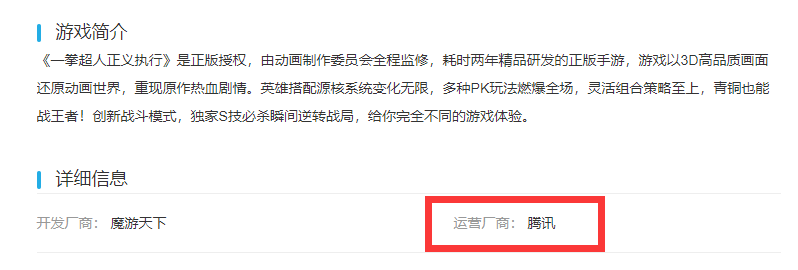 游戏简介
《一拳超人正义执行》是正版授权，由动画制作委员会全程监修，耗时两年精品研发的正版手游，游戏以3D高品质画面
还原动画世界，重现原作热血剧情。英雄搭配源核系统变化无限，多种PK玩法燃爆全场，灵活组合策略至上，青铜也能
战王者！创新战斗模式，独家S技必杀瞬间逆转战局，给你完全不同的游戏体验。
详细信息
开发厂商： 魔游天下 运营厂商： 腾讯